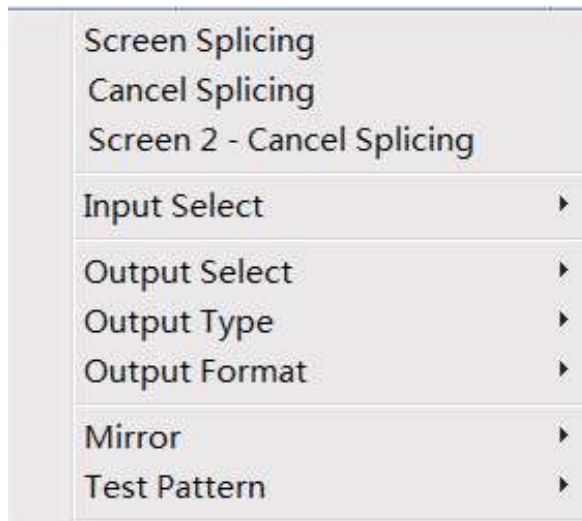 Screen Splicing
Cancel Splicing
Screen 2 - Cancel Splicing
Input Select
Output Select
Output Type
Output Format
Mirror
Test Pattern